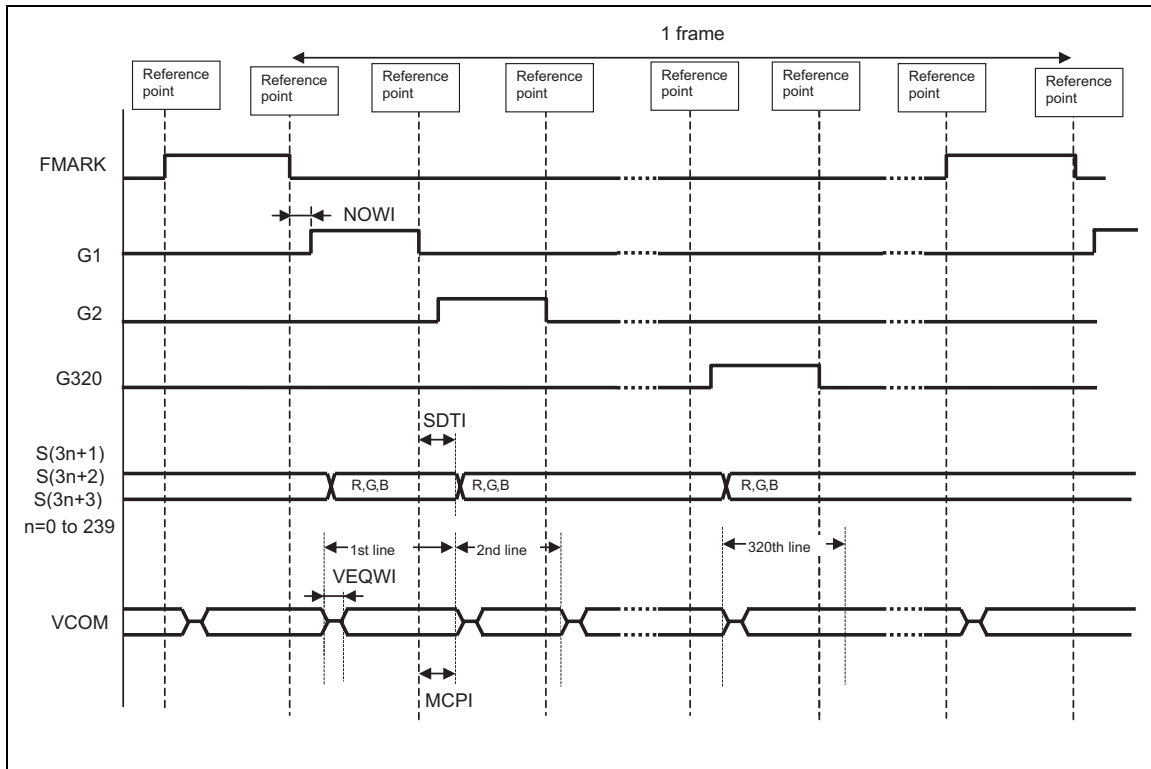 1 frame
Reference
point
Reference
point
Reference
point
Reference
point
Reference
point
Reference
point
Reference
point
Reference
point
FMARK
NOWI
G1
G2
G320
SDTI
S(3n+1)
S(3n+2)
S(3n+3)
n=0 to 239
R,G,B
R,G,B
R,G,B
1st line
2nd line
320th line
VEQWI
VCOM
MCPI